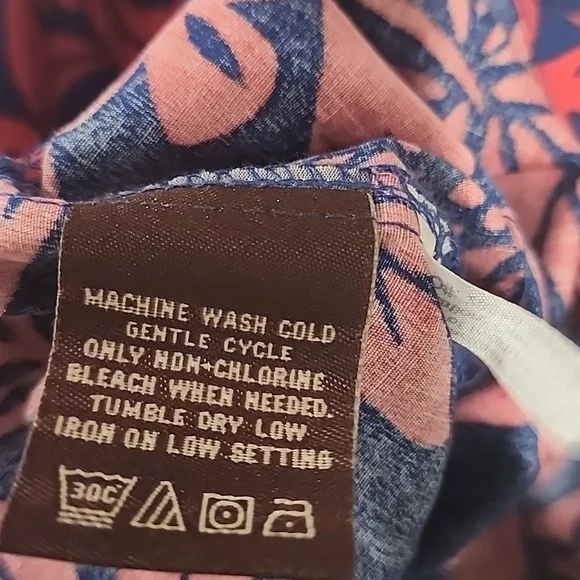 MACHINE WASH COLD
GENTLE CYCLE
ONLY NON-CHLORINE
BLEACH WHEN NEEDED.
TUMBLE DRY LOW
IRON ON LOW SETTING
30C